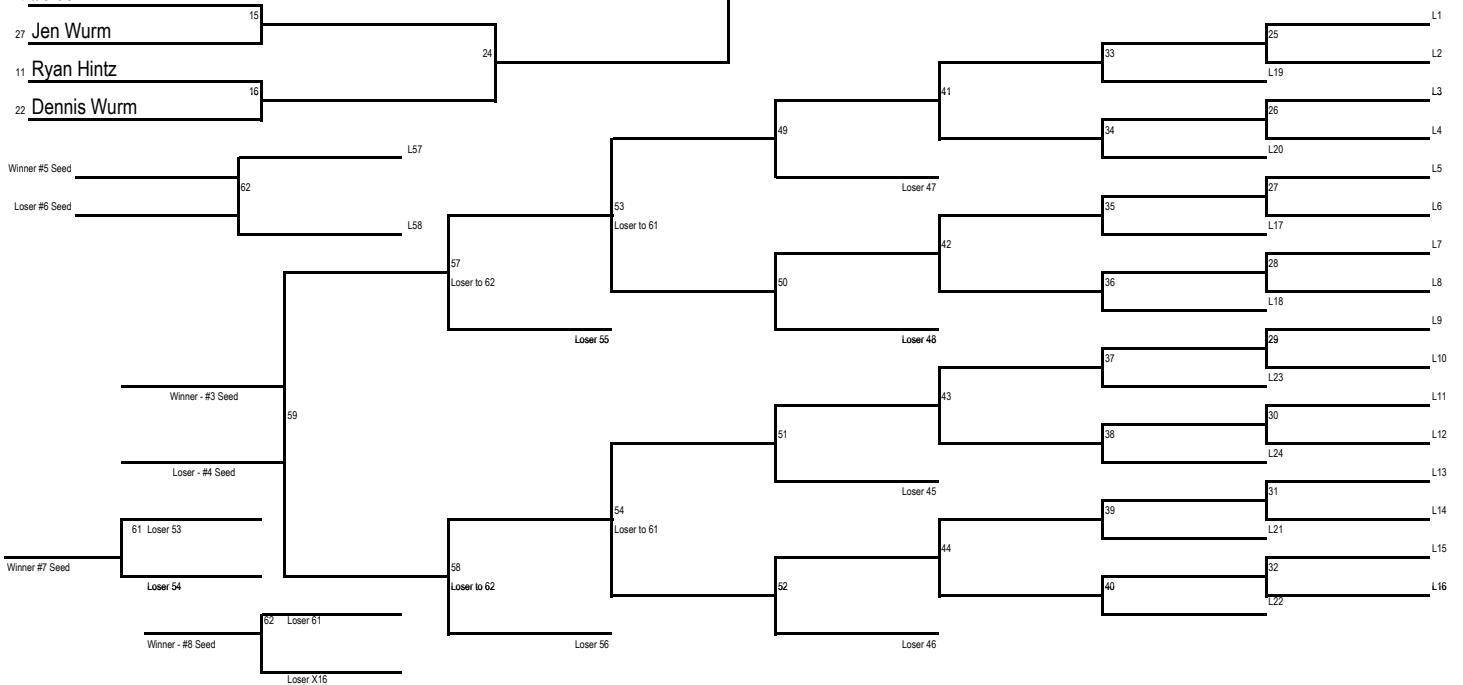 15
27 Jen Wurm
24
11 Ryan Hintz
16
22 Dennis Wurm
L57
Winner #5 Seed
62
Loser #6 Seed
L58
57
Loser to 62
Loser 55
Winner - #3 Seed
59
Loser - #4 Seed
61 Loser 53
Winner #7 Seed
Loser 54
58
Loser to 62
62 Loser 61
Winner - #8 Seed
Loser 56
Loser X16
53
Loser to 61
54
Loser to 61
49
Loser 47
50
Loser 48
51
Loser 45
52
Loser 46
41
42
43
44
33
L19
34
L20
35
L17
36
L18
37
L23
38
L24
39
L21
40
L22
25
26
27
28
29
30
31
32
L1
L2
L3
L4
L5
L6
L7
L8
L9
L10
L11
L12
L13
L14
L15
L16